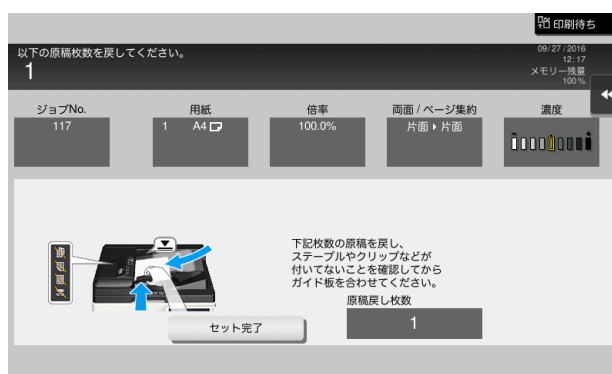 印刷待ち
以下の原稿枚数を戻してください。
1
09/27/2016
12:17
メモリー残量
100%
ジョブNo.
117
用紙
1 A4
倍率
100.0%
両面 / ページ集約
片面 ▸ 片面
濃度
- +
下記枚数の原稿を戻し、
ステープルやクリップなどが
付いてないことを確認してから
ガイド板を合わせてください。
原稿戻し枚数
1
セット完了